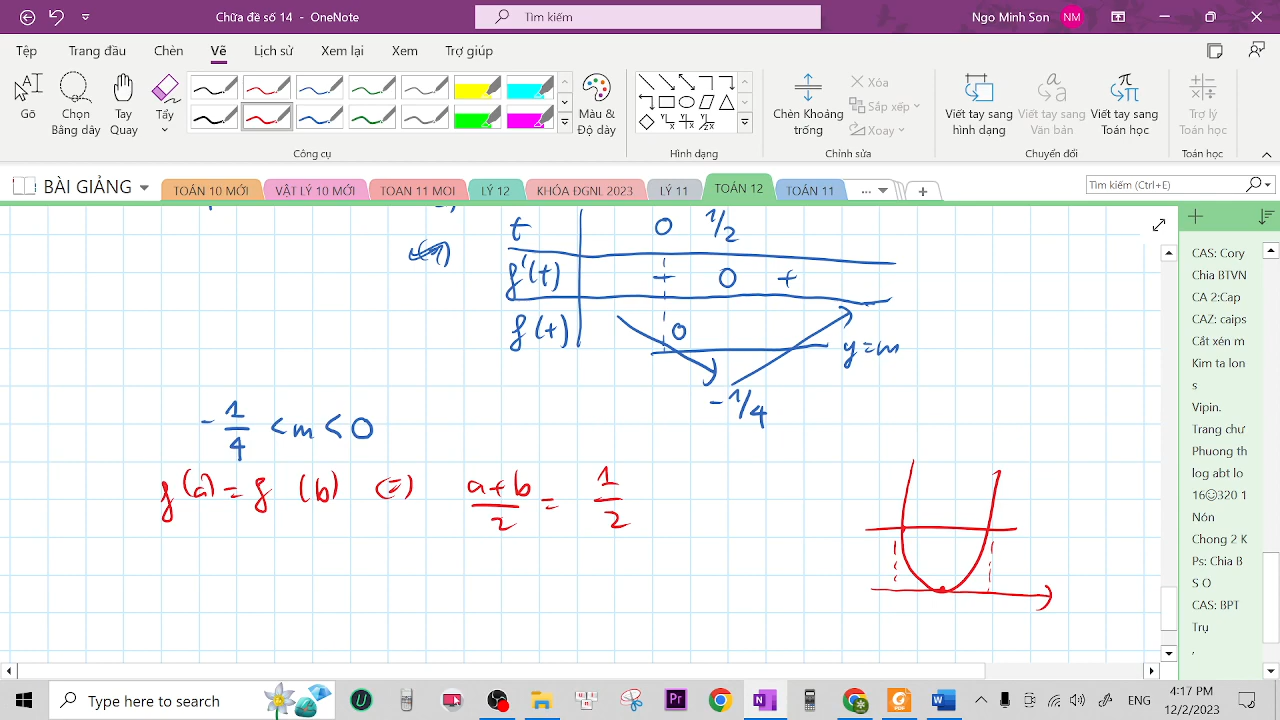 Chữa đề số 14 - OneNote
Tìm kiếm
Ngo Minh Son NM
Tệp Trang đầu Chèn Vẽ Lịch sử Xem lại Xem Trợ giúp
Gõ
Chọn Bằng dây
Tay Quay
Tẩy
Màu & Độ dày
Chèn Khoảng trống
Xóa
Sắp xếp
Xoay
Viết tay sang hình dạng
Viết tay sang Văn bản
Viết tay sang Toán học
Tỷ lý Toán học
Công cụ Hình dạng Chỉnh sửa Chuyển đổi Toán học
BÀI GIẢNG TOÁN 10 MỚI VẬT LÝ 10 MỚI TOAN 11 MOI LÝ 12 KHÓA ĐGNL 2023 LÝ 11 TOÁN 12 TOÁN 11 ...
Tìm kiếm (Ctrl+E)
t 0 1/2
f'(t) + 0 +
f(t) 0 y=m
-1/4
- 1/4 < m < 0
f(a) = f(b) (=) a+b/2 = 1/2
CAS: Cory
Chia BTVN
CA 2:Cap
CAZ: caips
Cắt xén m
Kim ta lon
s
Tipin.
Trang chư
Phuong th
log abt lo
16☺320 1
Nón
Chong 2 K
Ps: Chia B
S O
CAS: BPT
Trụ
Type here to search
ENG
4:17 PM
12/2/2023